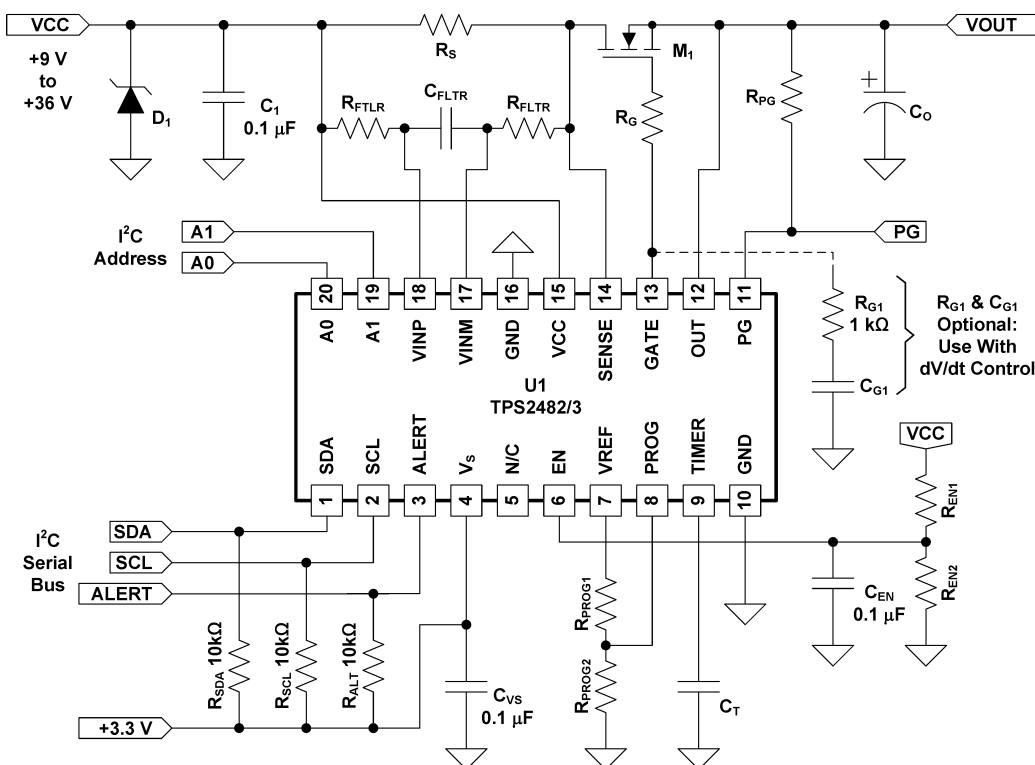 VCC
+9 V
to
+36 V
D1
C1
0.1 μF
RS
RFTLR
CFLTR
RFLTR
M1
RG
RPG
CO
VOUT
PG
I²C
Address
A1
A0
20 19 18 17 16 15 14 13 12 11
A0 A1 VINP VINM GND VCC SENSE GATE OUT PG
U1
TPS2482/3
SDA SCL ALERT VS N/C EN VREF PROG TIMER GND
1 2 3 4 5 6 7 8 9 10
RG1
1 kΩ
CG1
RG1 & CG1
Optional:
Use With
dV/dt Control
VCC
REN1
REN2
CEN
0.1 μF
I²C
Serial
Bus
SDA
SCL
ALERT
RSDA 10kΩ
RSCL 10kΩ
RALT 10kΩ
+3.3 V
CVS
0.1 μF
RPROG1
RPROG2
CT